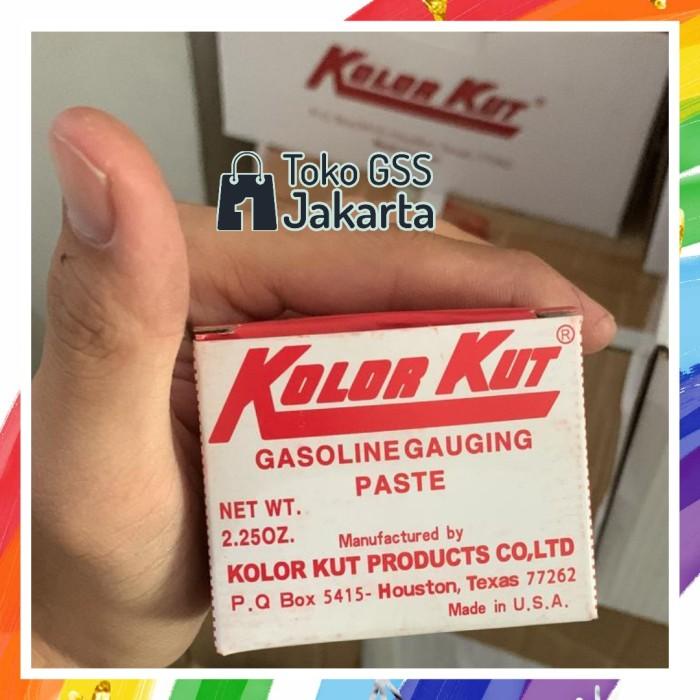 KOLOR KUT
Toko GSS
1 Jakarta
KOLOR KUT®
GASOLINE GAUGING
PASTE
NET WT.
2.25OZ.
Manufactured by
KOLOR KUT PRODUCTS CO,LTD
P.Q Box 5415- Houston, Texas 77262
Made in U.S.A.